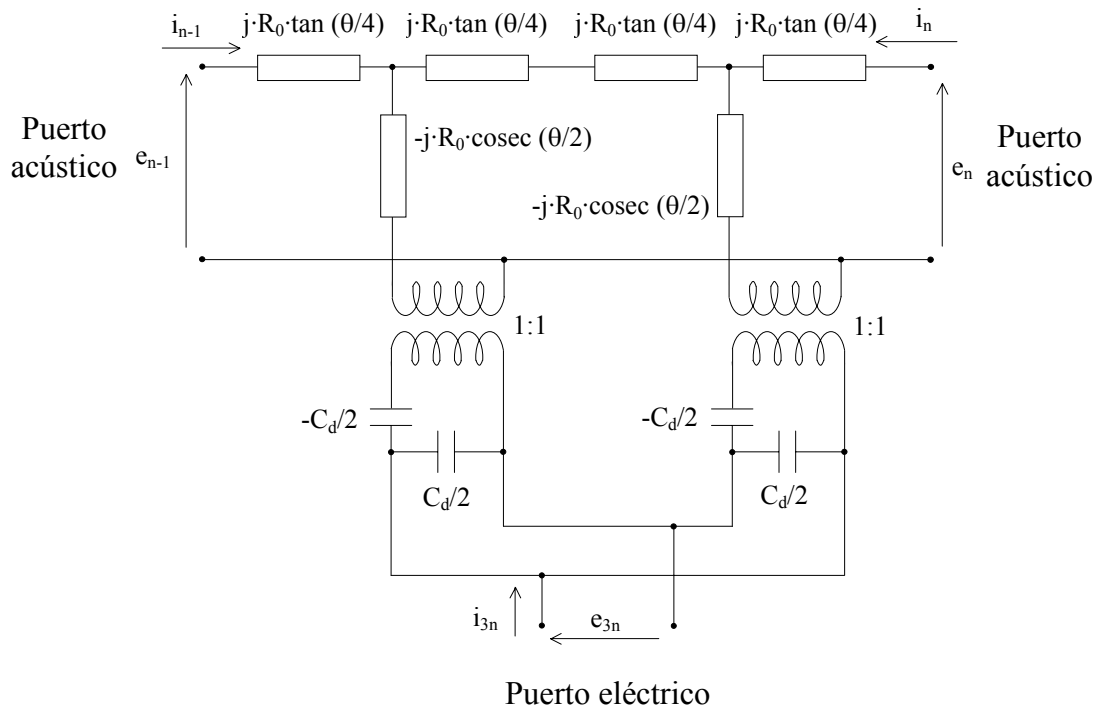 i_{n-1}
j·R₀·tan (θ/4) j·R₀·tan (θ/4) j·R₀·tan (θ/4) j·R₀·tan (θ/4)
i_n
Puerto
acústico
e_{n-1}
-j·R₀·cosec (θ/2)
-j·R₀·cosec (θ/2)
e_n
Puerto
acústico
1:1
1:1
-C_d/2
C_d/2
-C_d/2
C_d/2
i_{3n}
e_{3n}
Puerto eléctrico